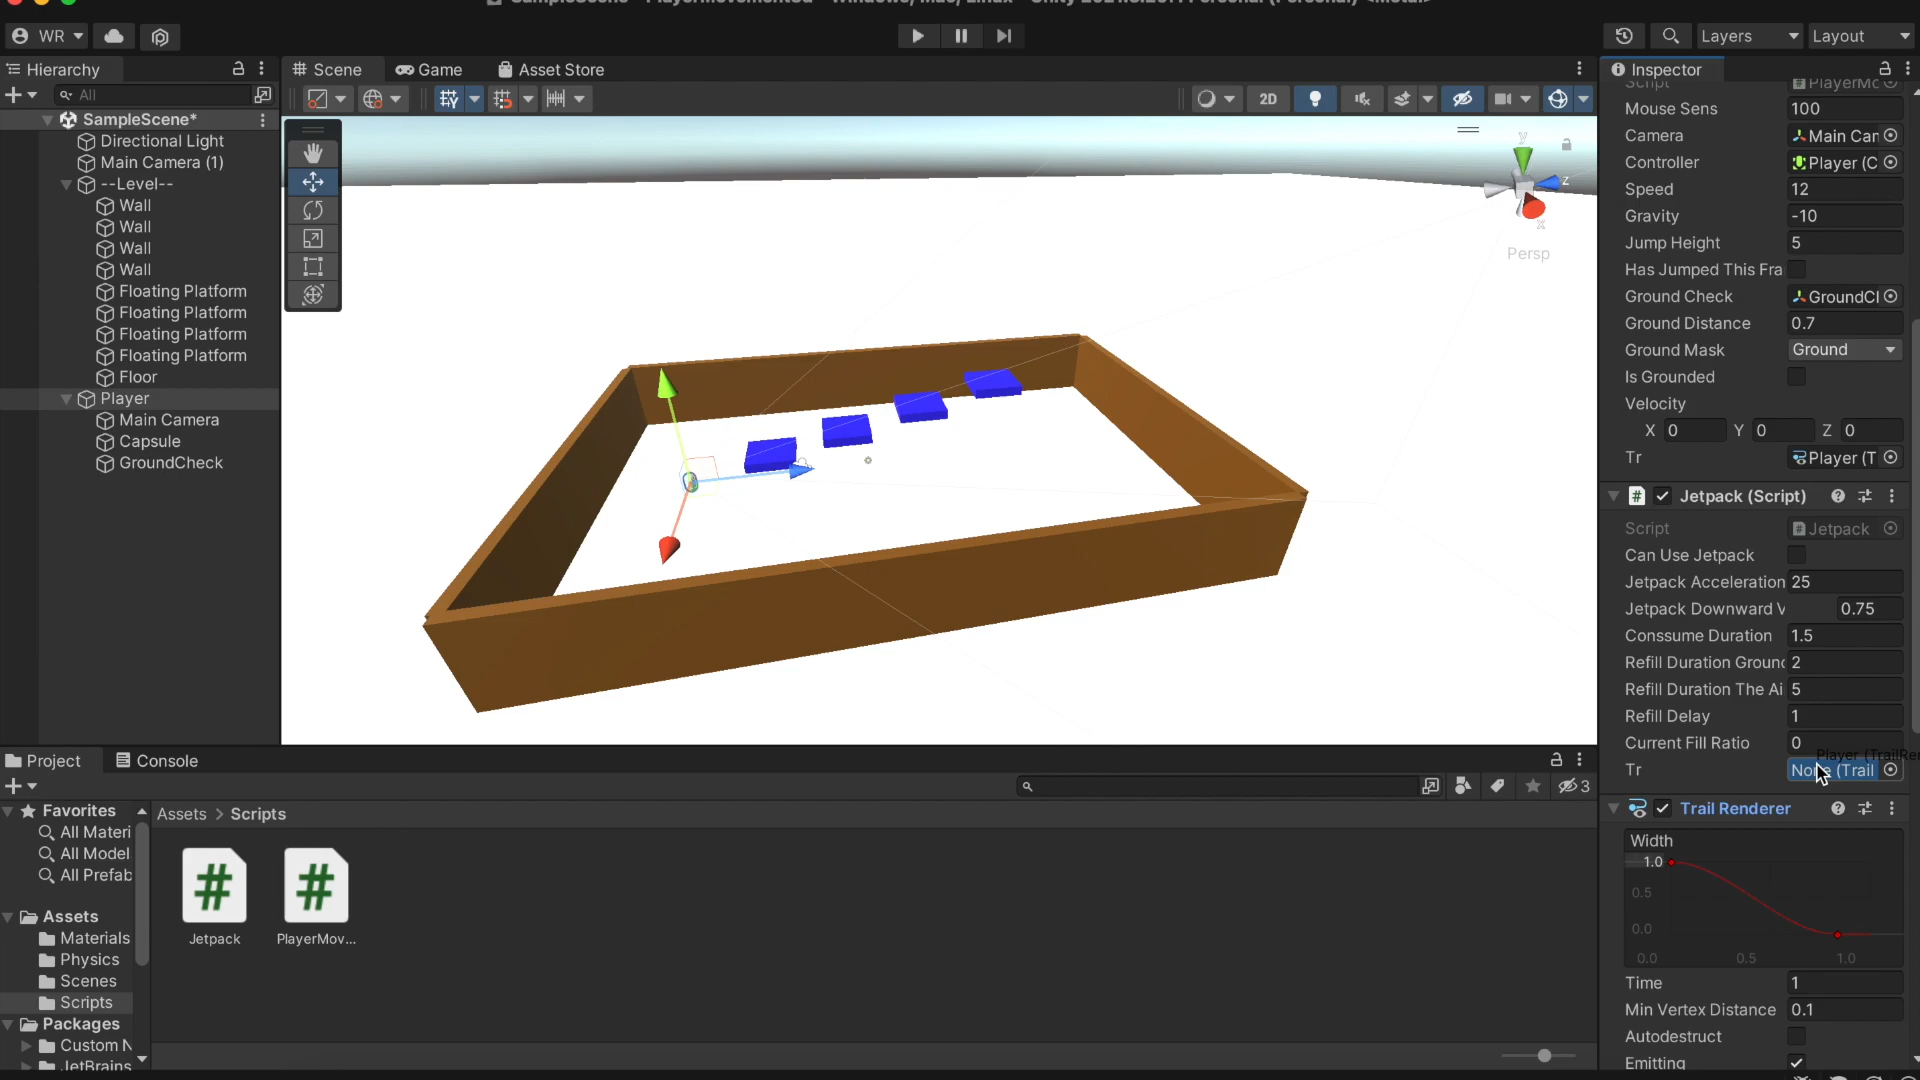 WR
Layers
Layout
Hierarchy
Scene
Game
Asset Store
Inspector
All
2D
SampleScene*
Directional Light
Main Camera (1)
--Level--
Wall
Wall
Wall
Wall
Floating Platform
Floating Platform
Floating Platform
Floating Platform
Floor
Player
Main Camera
Capsule
GroundCheck
y
z
x
Persp
Script
Mouse Sens 100
Camera Main Can
Controller Player (C
Speed 12
Gravity -10
Jump Height 5
Has Jumped This Fra
Ground Check GroundCl
Ground Distance 0.7
Ground Mask Ground
Is Grounded
Velocity
X 0 Y 0 Z 0
Tr Player (T
# Jetpack (Script)
Script Jetpack
Can Use Jetpack
Jetpack Acceleration 25
Jetpack Downward V 0.75
Conssume Duration 1.5
Refill Duration Ground 2
Refill Duration The Ai 5
Refill Delay 1
Current Fill Ratio 0
Player (TrailRe
Tr None (Trail
Trail Renderer
Width
1.0
0.5
0.0
0.0 0.5 1.0
Time 1
Min Vertex Distance 0.1
Autodestruct
Emitting
Project
Console
3
Favorites
All Materi
All Model
All Prefab
Assets
Materials
Physics
Scenes
Scripts
Packages
Custom N
JetBrains
Assets > Scripts
#
Jetpack
#
PlayerMov...